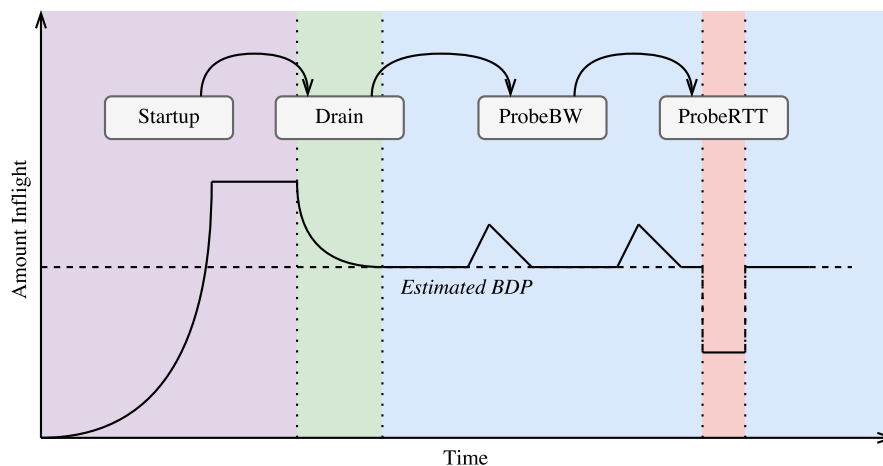 Startup
Drain
ProbeBW
ProbeRTT
Amount Inflight
Estimated BDP
Time